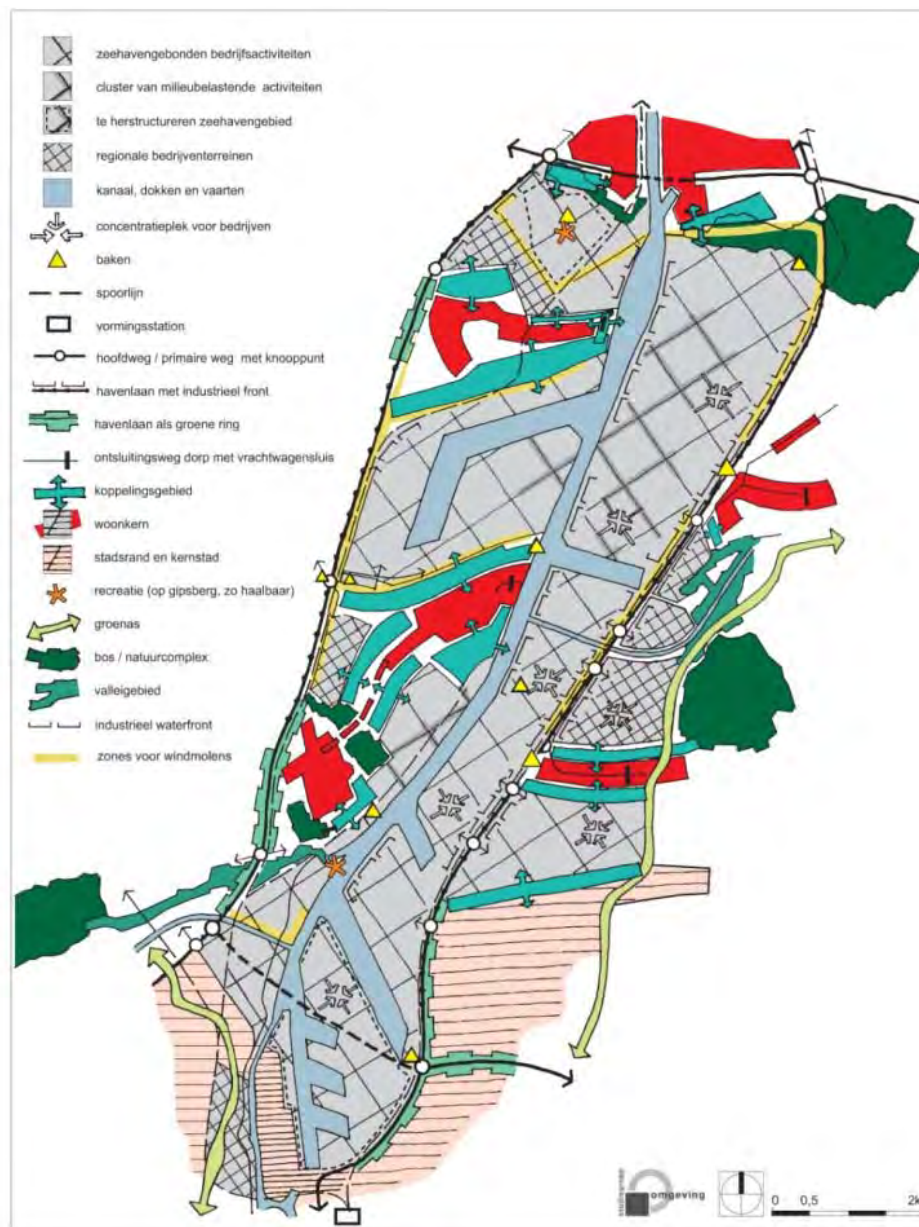 zeehavengebonden bedrijfsactiviteiten
cluster van milieubelastende activiteiten
te herstructureren zeehavengebied
regionale bedrijventerreinen
kanaal, dokken en vaarten
concentratieplek voor bedrijven
baken
spoorlijn
vormingsstation
hoofdweg / primaire weg met knooppunt
havenlaan met industrieel front
havenlaan als groene ring
ontsluitingsweg dorp met vrachtwagensluis
koppelingsgebied
woonkern
stadsrand en kernstad
recreatie (op gipsberg, zo haalbaar)
groenas
bos / natuurcomplex
valleigebied
industrieel waterfront
zones voor windmolens
omgeving
0 0,5 2k